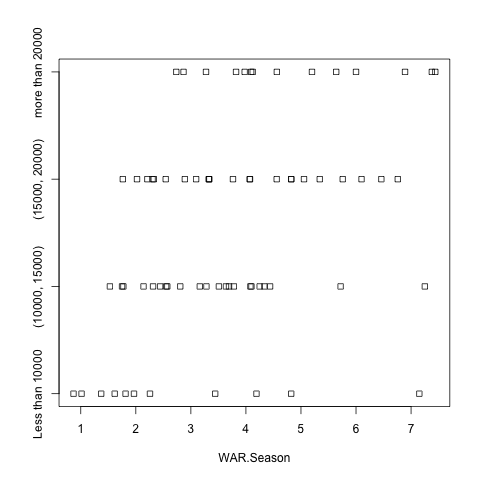 more than 20000
(15000, 20000)
(10000, 15000)
Less than 10000
1 2 3 4 5 6 7
WAR.Season